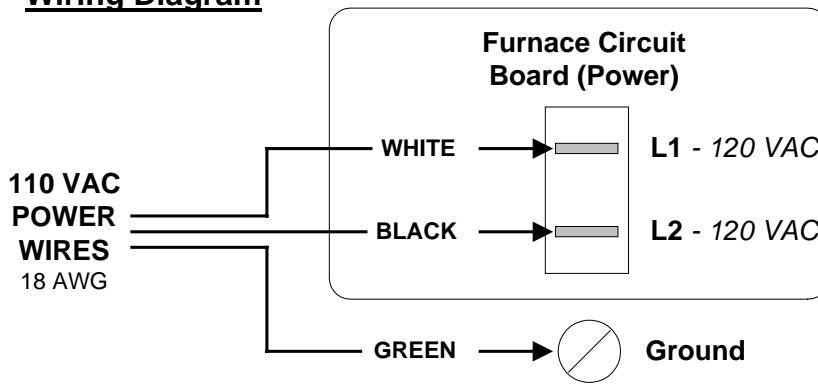 Wiring Diagram
Furnace Circuit
Board (Power)
WHITE
L1 - 120 VAC
110 VAC
POWER
WIRES
18 AWG
BLACK
L2 - 120 VAC
GREEN
Ground